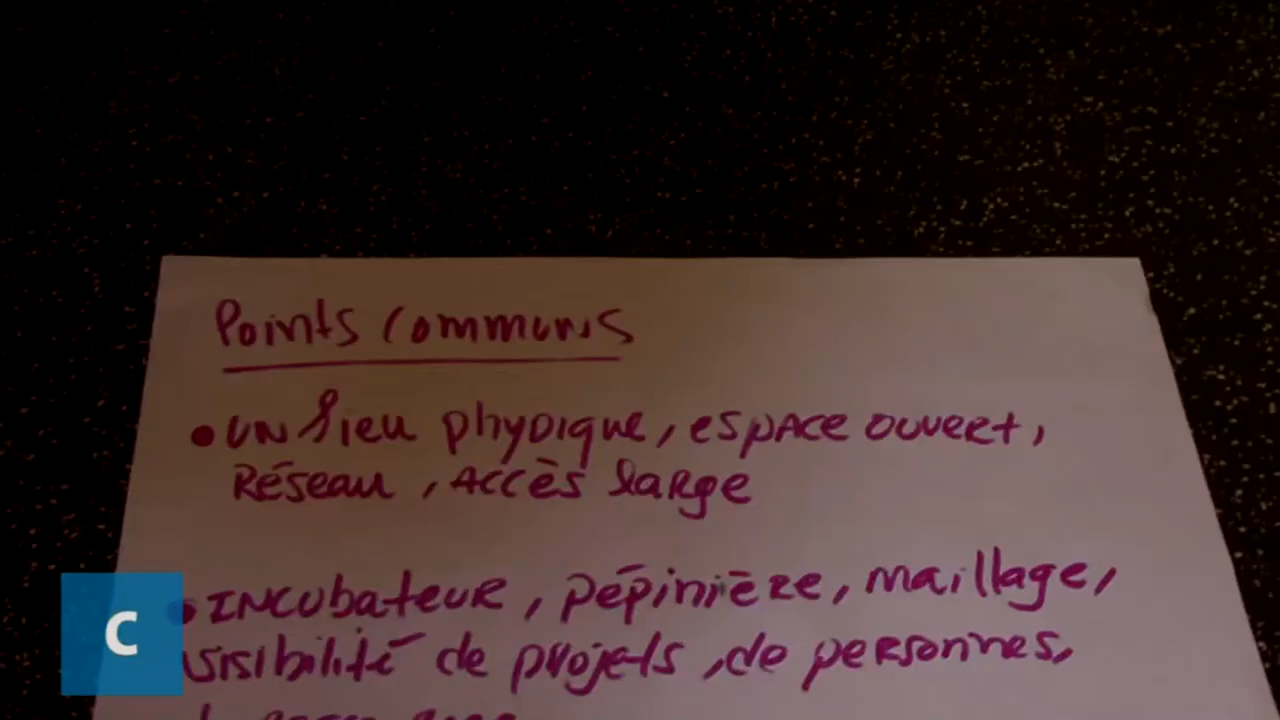 Points communs
• UN lieu physique, espace ouvert,
Réseau, Accès large
• INCubateur, pépinière, maillage,
visibilité de projets, de personnes,
C